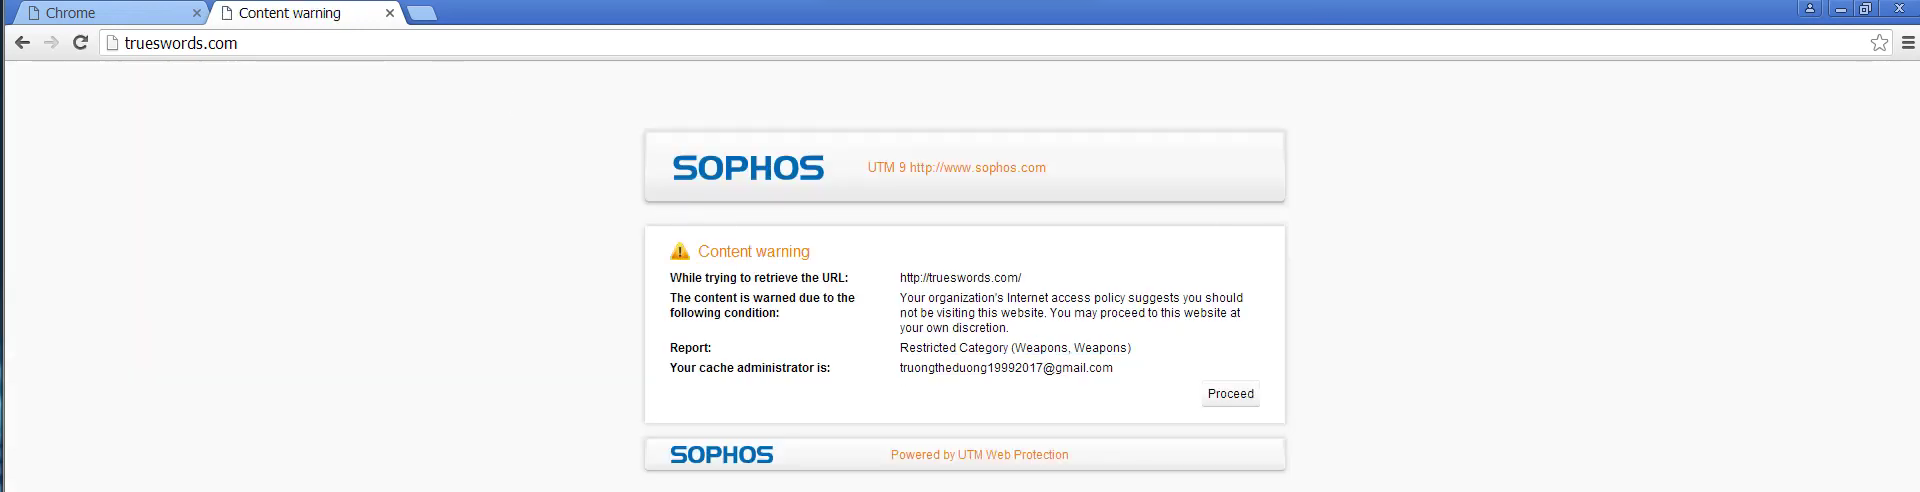 Chrome
Content warning
trueswords.com
SOPHOS UTM 9 http://www.sophos.com
Content warning
While trying to retrieve the URL: http://trueswords.com/
The content is warned due to the following condition:
Your organization's Internet access policy suggests you should
not be visiting this website. You may proceed to this website at
your own discretion.
Report: Restricted Category (Weapons, Weapons)
Your cache administrator is: truongtheduong19992017@gmail.com
Proceed
SOPHOS Powered by UTM Web Protection